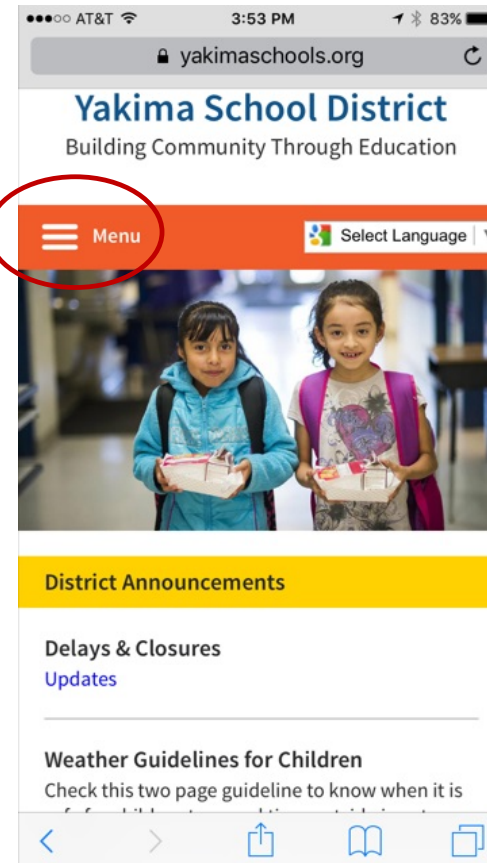 AT&T 3:53 PM 83%
yakimaschools.org
Yakima School District
Building Community Through Education
Menu Select Language
District Announcements
Delays & Closures
Updates
Weather Guidelines for Children
Check this two page guideline to know when it is